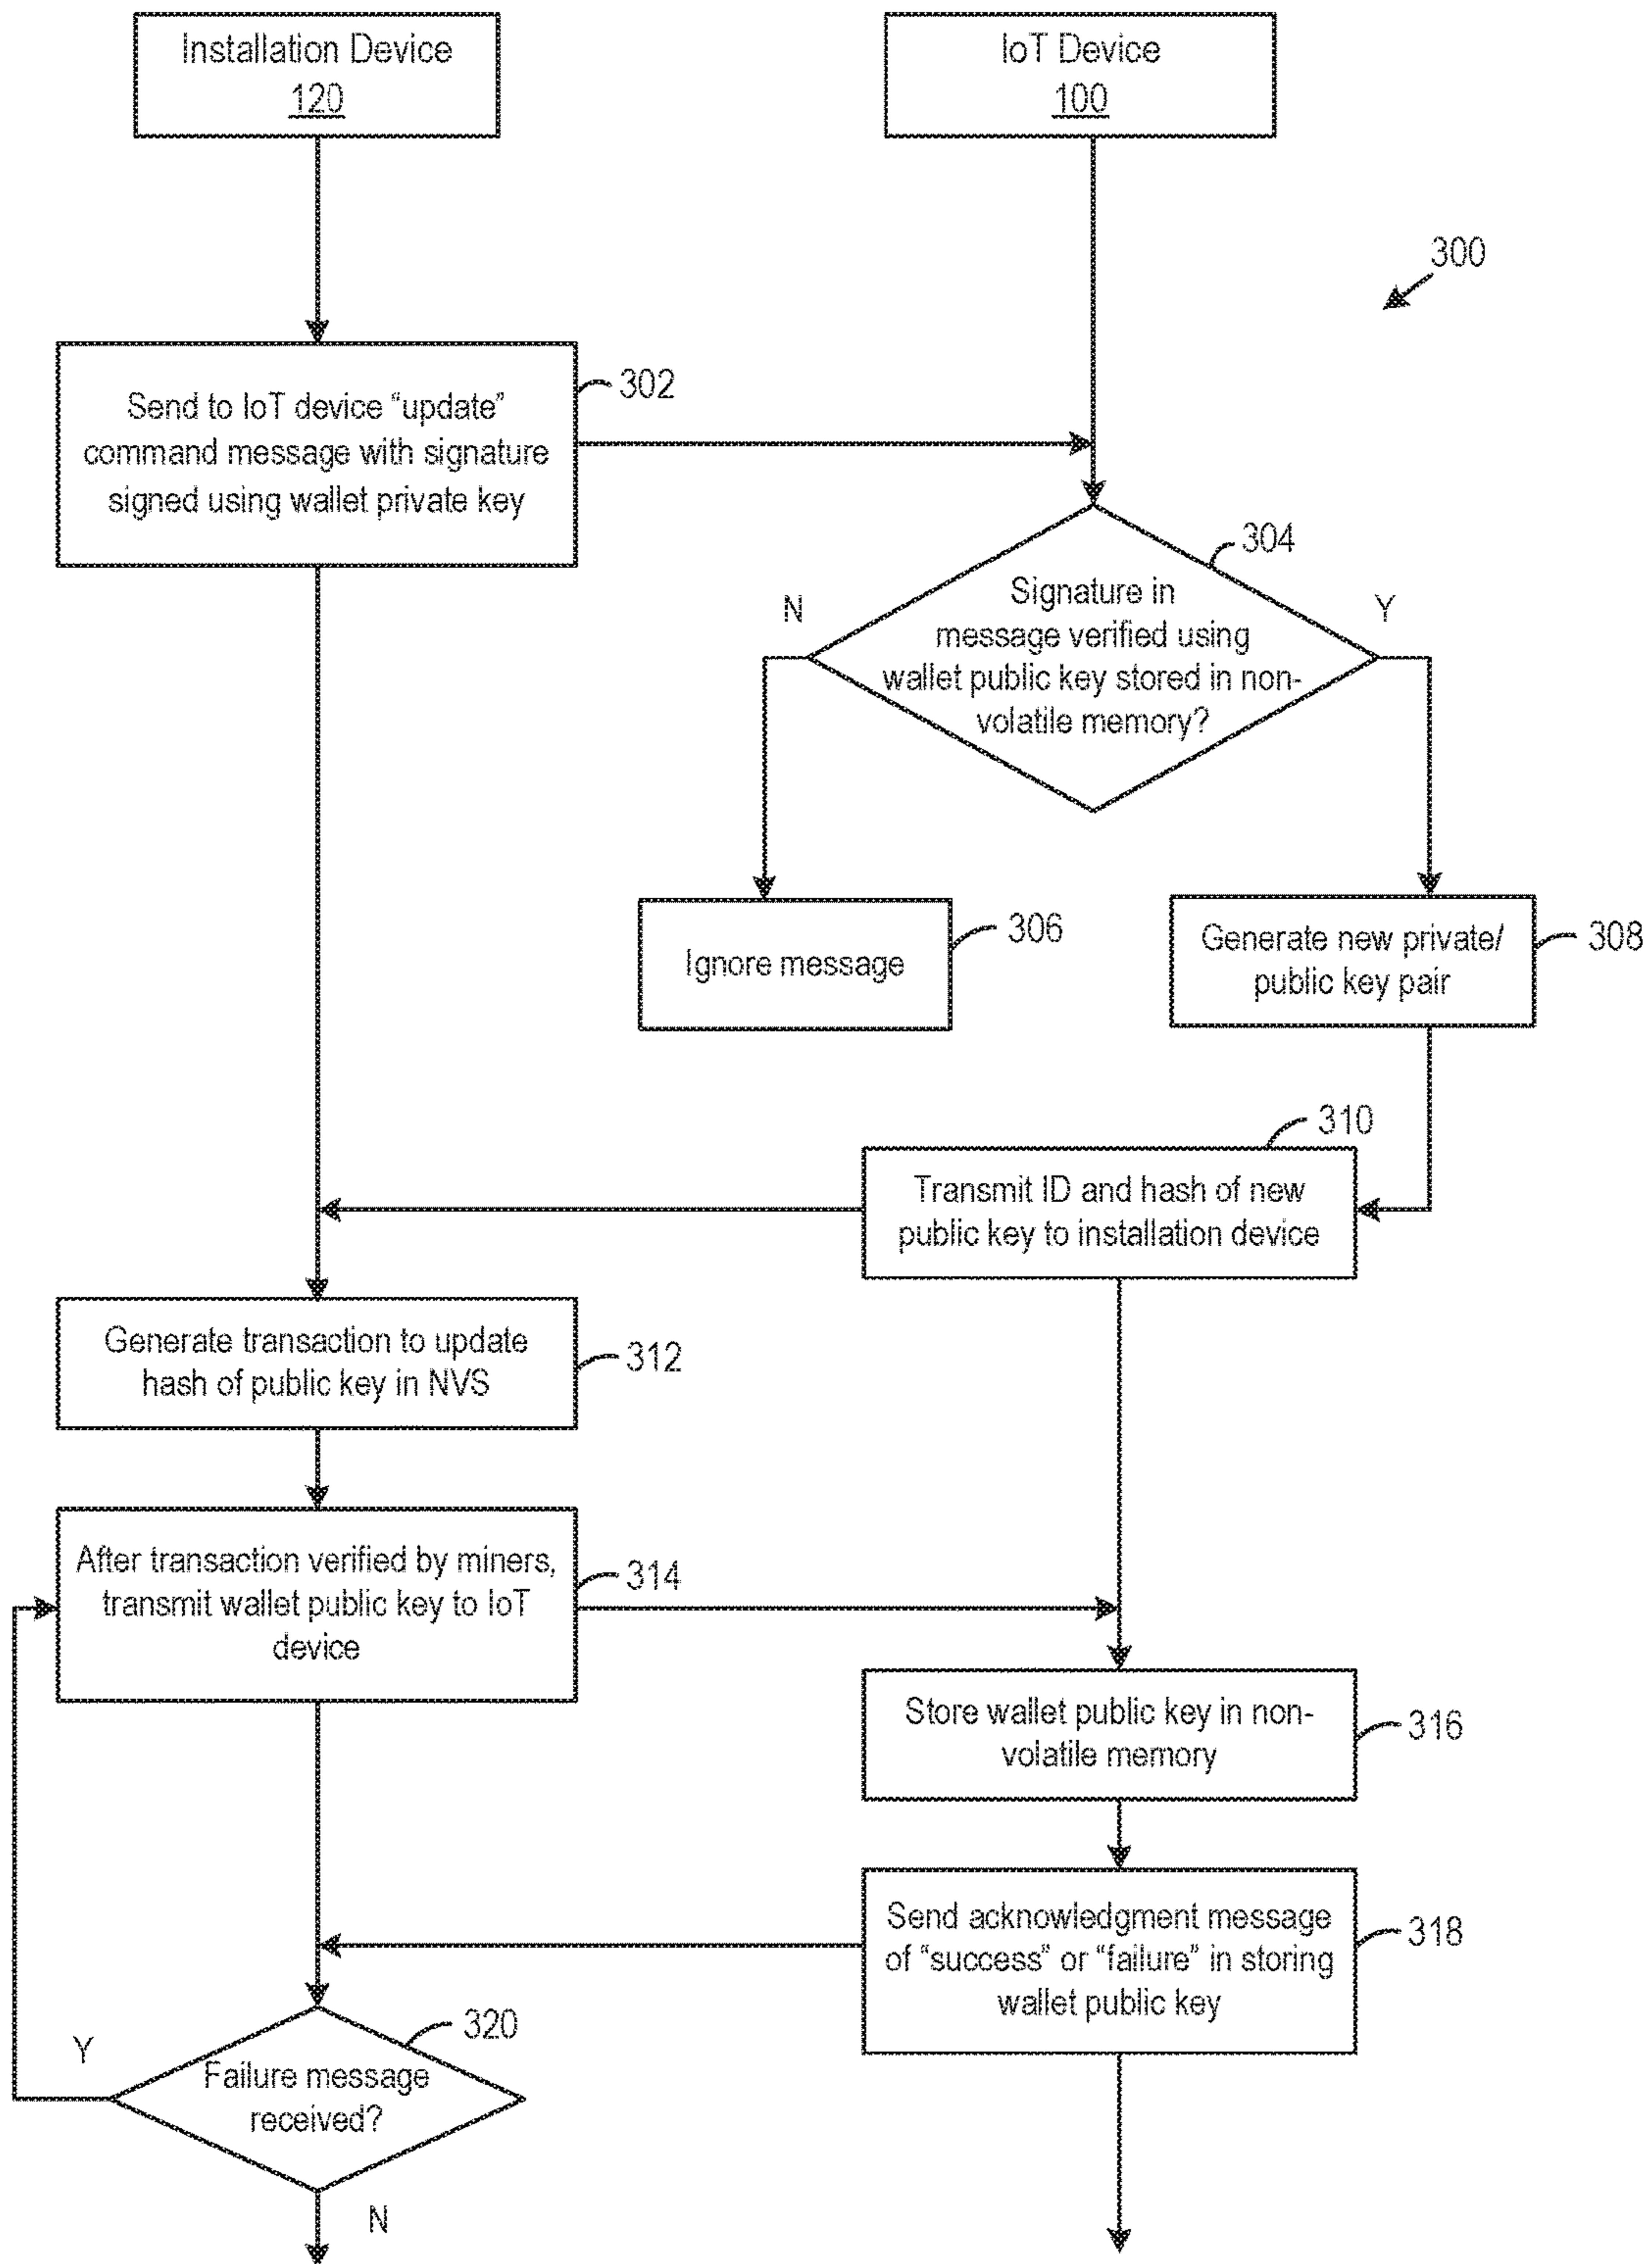 Installation Device
120
IoT Device
100
300
Send to IoT device “update”
command message with signature
signed using wallet private key
302
304
Signature in
message verified using
wallet public key stored in non-
volatile memory?
N
Y
Ignore message
306
Generate new private/
public key pair
308
310
Transmit ID and hash of new
public key to installation device
Generate transaction to update
hash of public key in NVS
312
After transaction verified by miners,
transmit wallet public key to IoT
device
314
Store wallet public key in non-
volatile memory
316
Send acknowledgment message
of “success” or “failure” in storing
wallet public key
318
320
Y
Failure message
received?
N